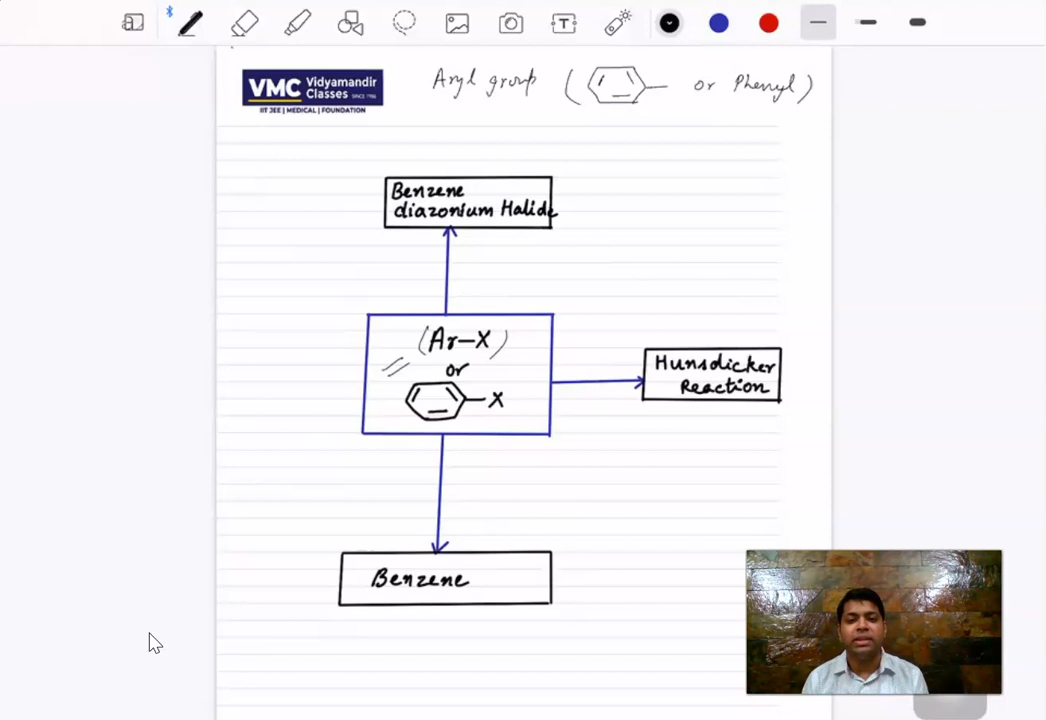 VMC Vidyamandir Classes SINCE 1986
IIT JEE | MEDICAL | FOUNDATION
Aryl group ( or Phenyl)
Benzene
diazonium Halide
(Ar-X)
or
X
Hunsdicker
Reaction
Benzene
T